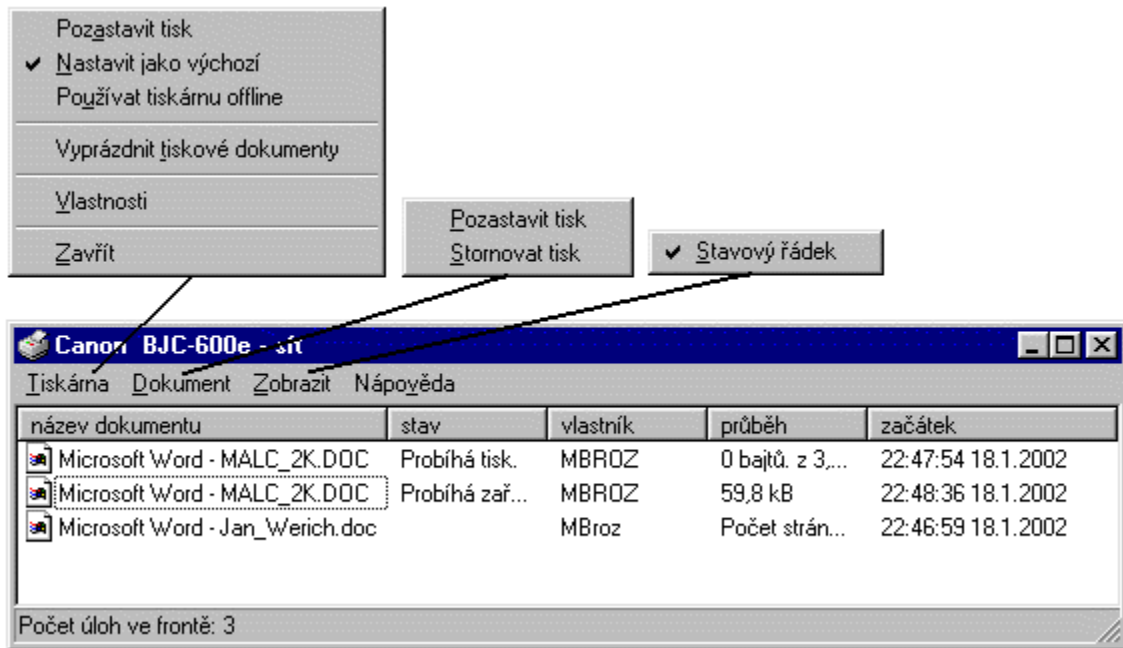 Pozastavit tisk
Nastavit jako výchozí
Používat tiskárnu offline
Vyprázdnit tiskové dokumenty
Vlastnosti
Zavřít
Pozastavit tisk
Stornovat tisk
Stavový řádek
Canon BJC-600e - síť
Tiskárna Dokument Zobrazit Nápověda
název dokumentu stav vlastník průběh začátek
Microsoft Word - MALC_2K.DOC Probíhá tisk. MBROZ 0 bajtů. z 3,... 22:47:54 18.1.2002
Microsoft Word - MALC_2K.DOC Probíhá zař... MBROZ 59,8 kB 22:48:36 18.1.2002
Microsoft Word - Jan_Werich.doc MBroz Počet strán... 22:46:59 18.1.2002
Počet úloh ve frontě: 3